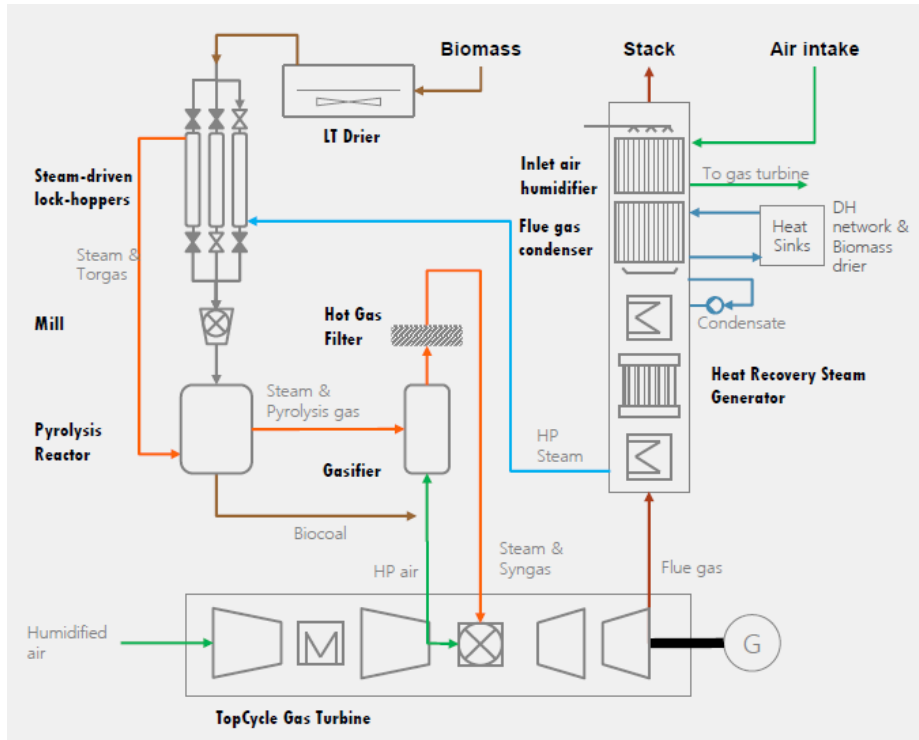 Biomass
Stack
Air intake
LT Drier
Steam-driven
lock-hoppers
Inlet air
humidifier
To gas turbine
Flue gas
condenser
Heat
Sinks
DH
network &
Biomass
drier
Steam &
Torgas
Mill
Hot Gas
Filter
Condensate
Steam &
Pyrolysis gas
Heat Recovery Steam
Generator
Pyrolysis
Reactor
Gasifier
HP
Steam
Biocoal
HP air
Steam &
Syngas
Flue gas
Humidified
air
G
TopCycle Gas Turbine